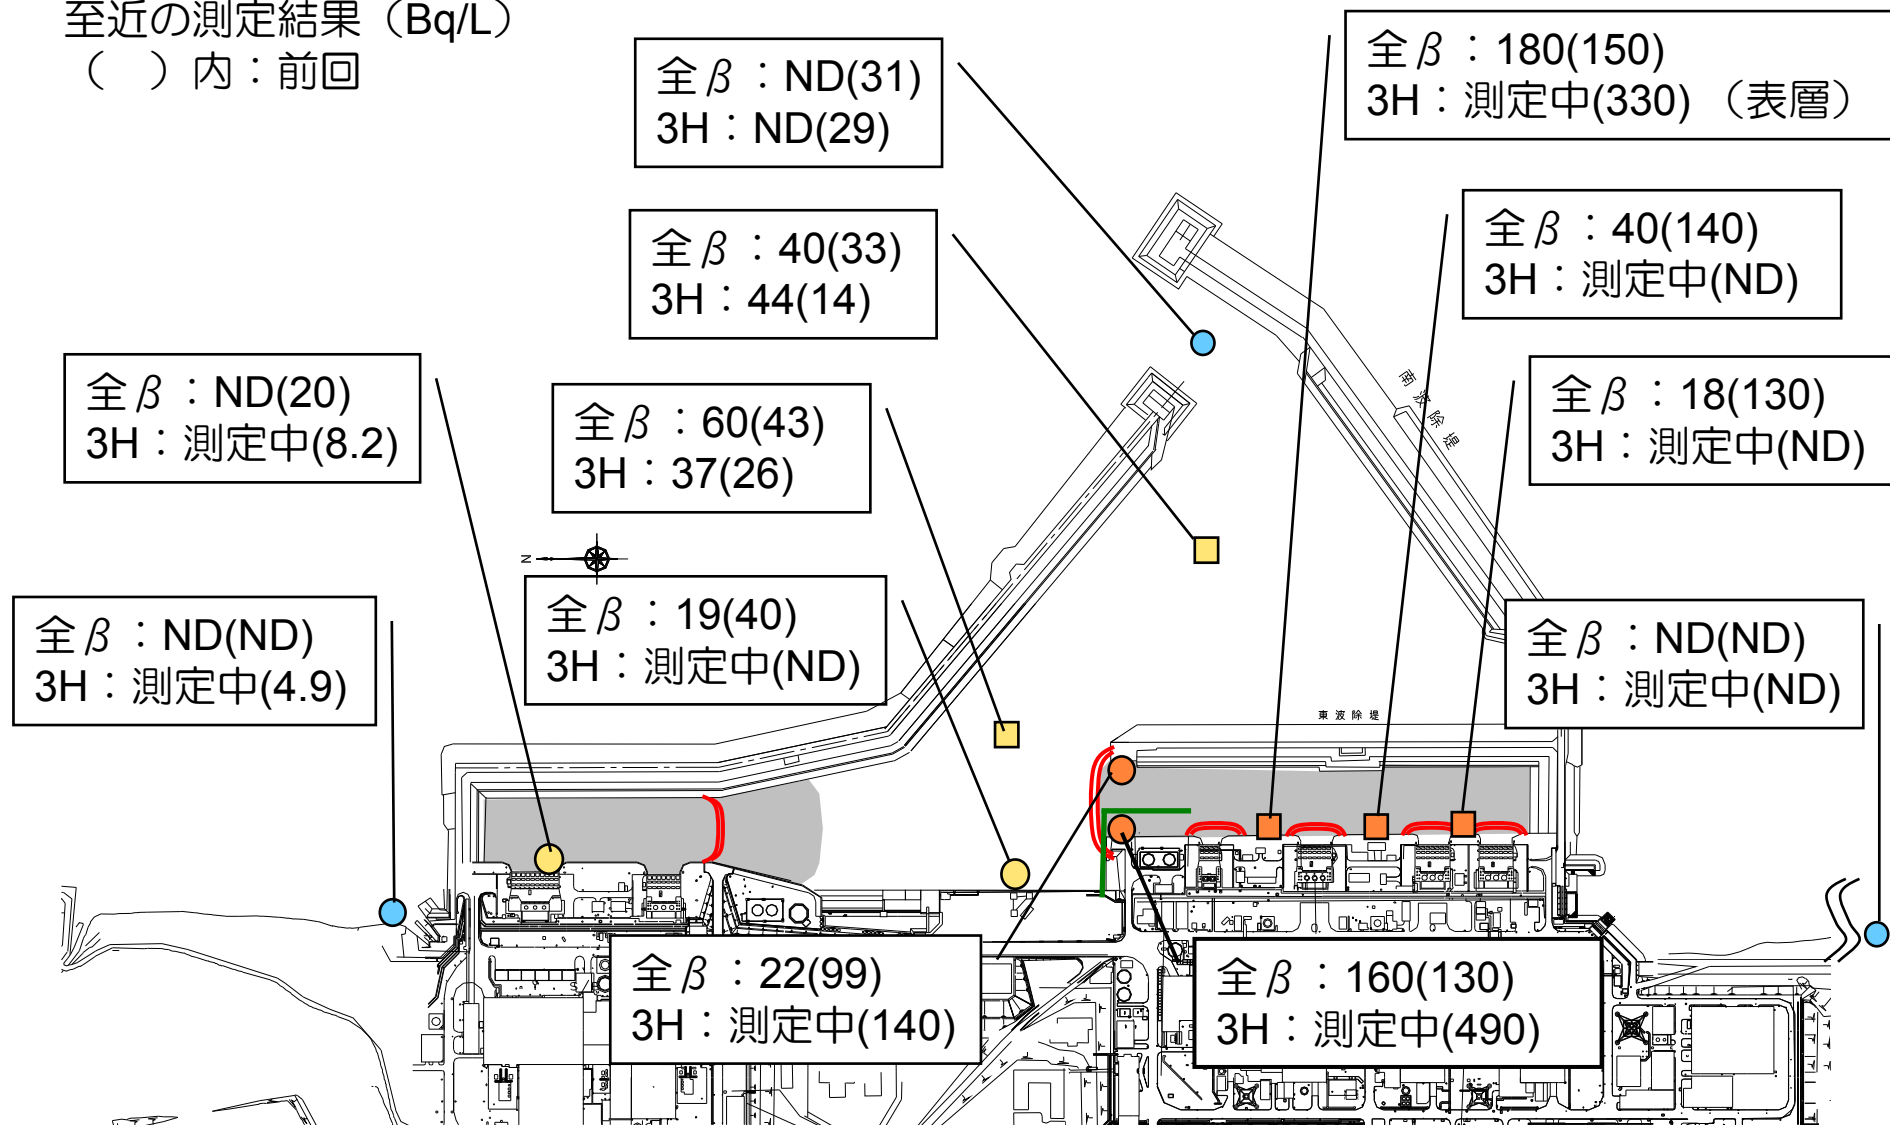 至近の測定結果（Bq/L）
（　）内：前回
全β：ND(31)
3H：ND(29)
全β：180(150)
3H：測定中(330)（表層）
全β：40(33)
3H：44(14)
全β：40(140)
3H：測定中(ND)
全β：ND(20)
3H：測定中(8.2)
全β：60(43)
3H：37(26)
全β：18(130)
3H：測定中(ND)
南波除堤
N
全β：ND(ND)
3H：測定中(4.9)
全β：19(40)
3H：測定中(ND)
全β：ND(ND)
3H：測定中(ND)
東波除堤
全β：22(99)
3H：測定中(140)
全β：160(130)
3H：測定中(490)